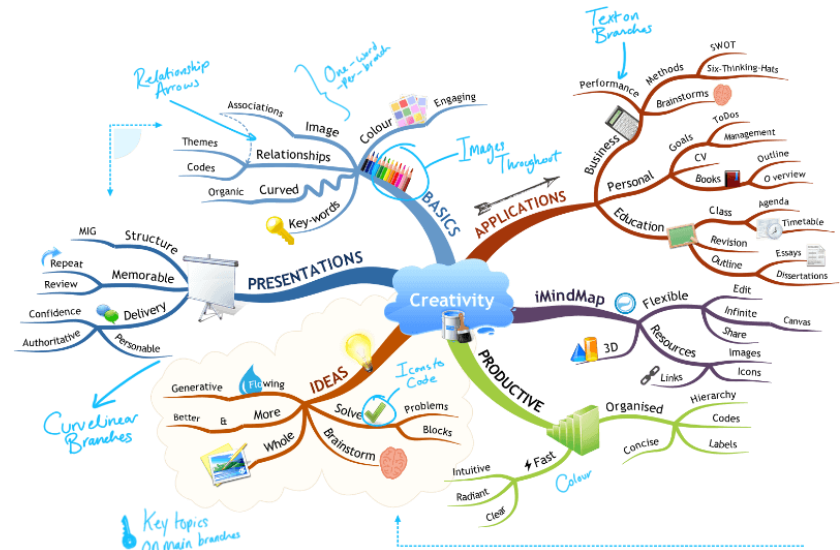 Text on
Branches
Relationship
Arrows
One-word
-per-branch
Images
Throughout
Icons to
Code
Curvelinear
Branches
Colour
Key topics
on main branches
Creativity
BASICS
Colour
Engaging
Image
Associations
Relationships
Themes
Codes
Curved
Organic
Key-words
APPLICATIONS
Business
Performance
Methods
SWOT
Six-Thinking-Hats
Brainstorms
Personal
Goals
ToDos
Management
CV
Books
Outline
Overview
Education
Class
Agenda
Timetable
Revision
Outline
Essays
Dissertations
iMindMap
Flexible
Edit
Infinite
Canvas
Share
Resources
Images
Icons
Links
3D
PRODUCTIVE
Organised
Hierarchy
Codes
Labels
Concise
Fast
Intuitive
Radiant
Clear
IDEAS
Flowing
Generative
More
&
Better
Whole
Solve
Problems
Blocks
Brainstorm
PRESENTATIONS
Structure
MIG
Memorable
Repeat
Review
Delivery
Confidence
Authoritative
Personable